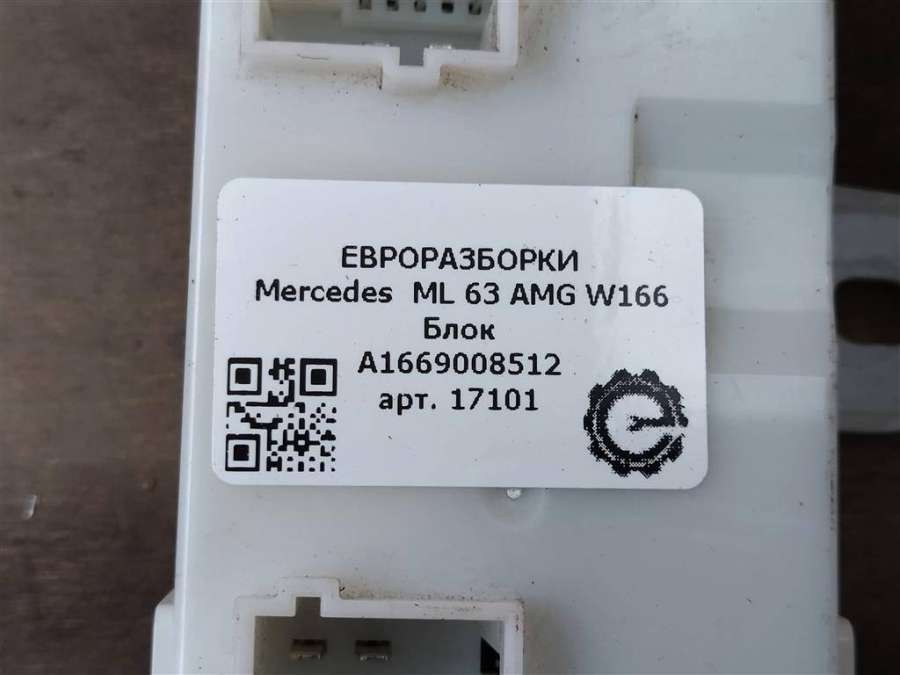 ЕВРОРАЗБОРКИ
Mercedes ML 63 AMG W166
Блок
A1669008512
арт. 17101